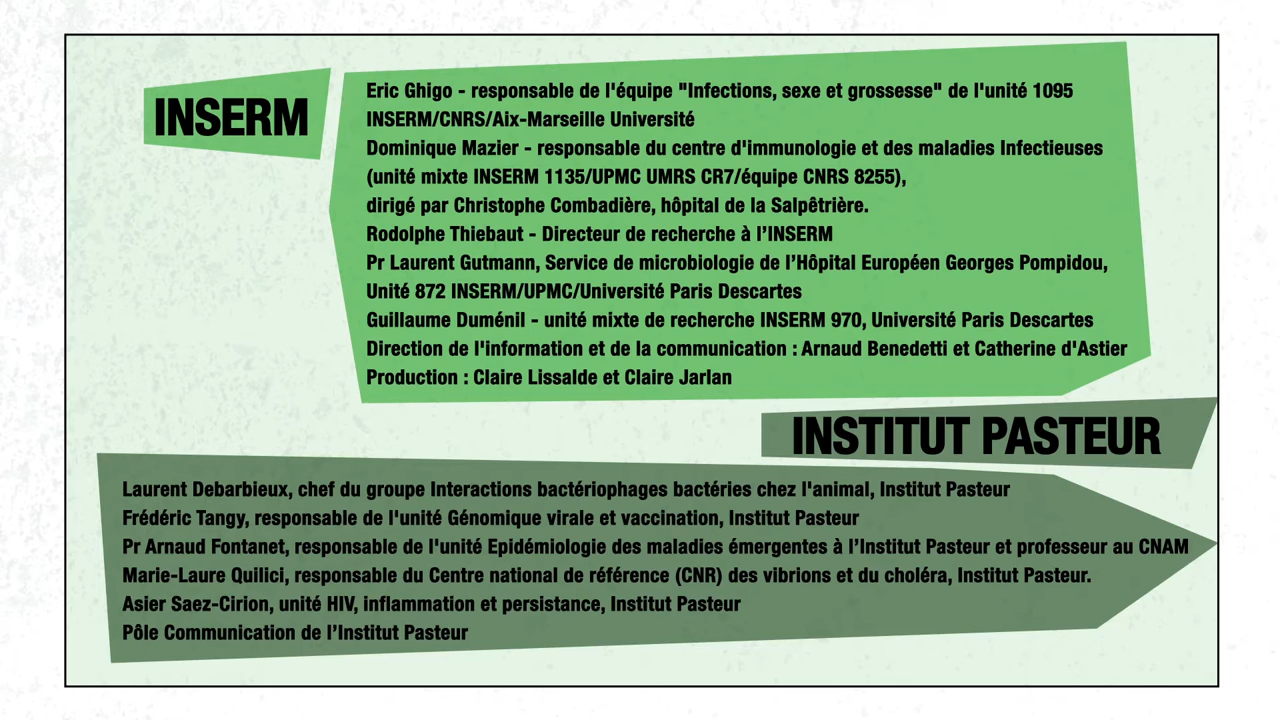 INSERM
Eric Ghigo - responsable de l'équipe "Infections, sexe et grossesse" de l'unité 1095
INSERM/CNRS/Aix-Marseille Université
Dominique Mazier - responsable du centre d'immunologie et des maladies Infectieuses
(unité mixte INSERM 1135/UPMC UMRS CR7/équipe CNRS 8255),
dirigé par Christophe Combadière, hôpital de la Salpêtrière.
Rodolphe Thiebaut - Directeur de recherche à l’INSERM
Pr Laurent Gutmann, Service de microbiologie de l’Hôpital Européen Georges Pompidou,
Unité 872 INSERM/UPMC/Université Paris Descartes
Guillaume Duménil - unité mixte de recherche INSERM 970, Université Paris Descartes
Direction de l'information et de la communication : Arnaud Benedetti et Catherine d'Astier
Production : Claire Lissalde et Claire Jarlan
INSTITUT PASTEUR
Laurent Debarbieux, chef du groupe Interactions bactériophages bactéries chez l'animal, Institut Pasteur
Frédéric Tangy, responsable de l'unité Génomique virale et vaccination, Institut Pasteur
Pr Arnaud Fontanet, responsable de l'unité Epidémiologie des maladies émergentes à l’Institut Pasteur et professeur au CNAM
Marie-Laure Quilici, responsable du Centre national de référence (CNR) des vibrions et du choléra, Institut Pasteur.
Asier Saez-Cirion, unité HIV, inflammation et persistance, Institut Pasteur
Pôle Communication de l’Institut Pasteur